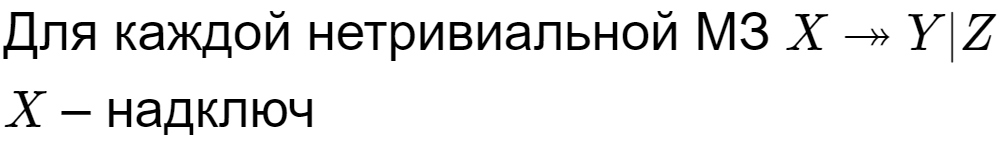 Для каждой нетривиальной МЗ X ↠ Y|Z
X – надключ